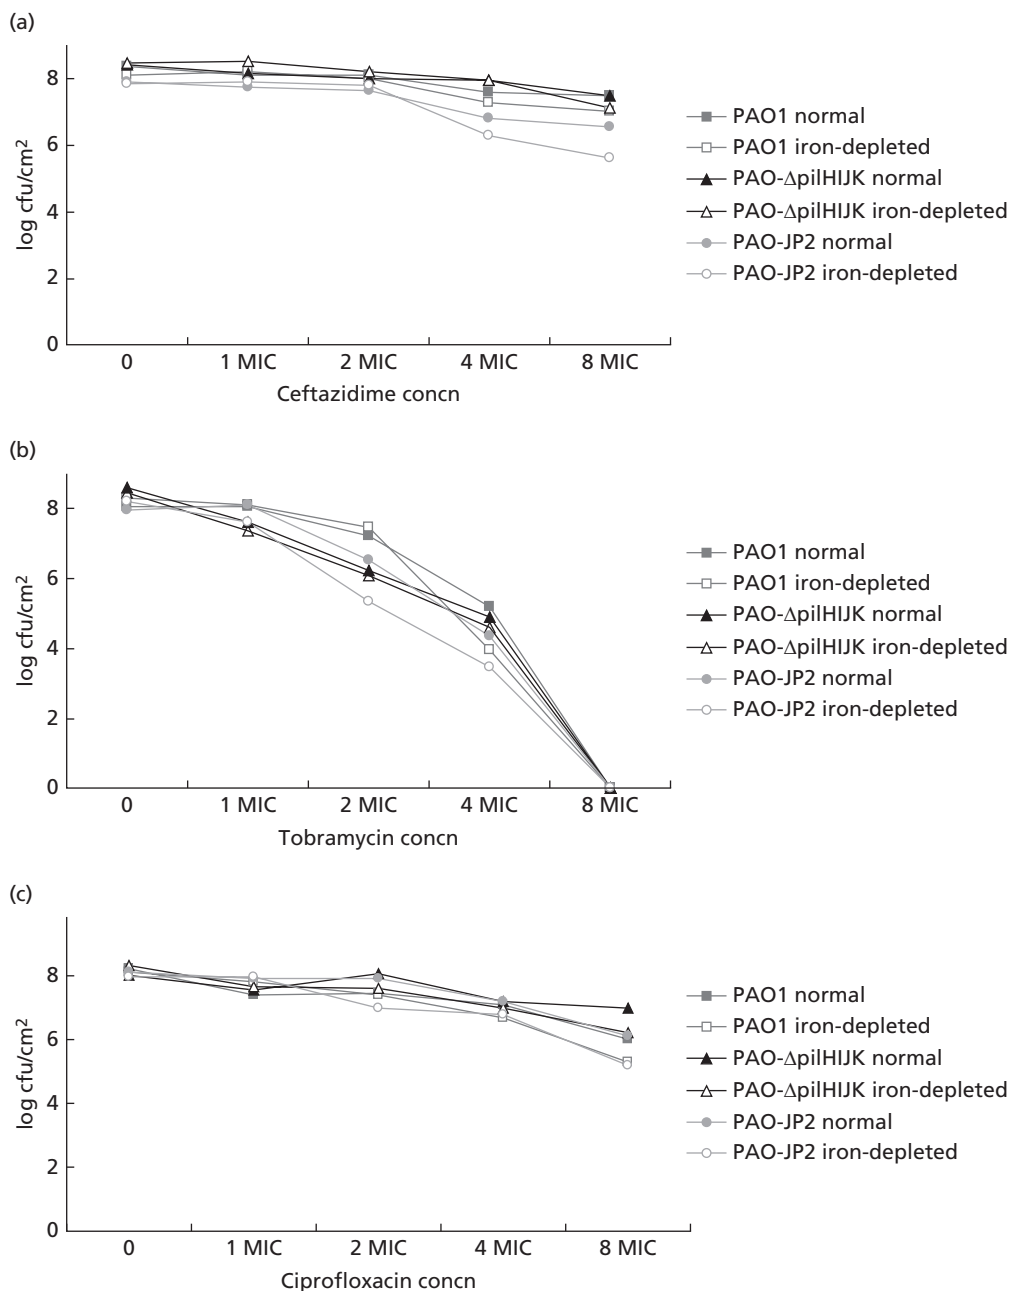 (a)
8
6
4
2
0
log cfu/cm²
0 1 MIC 2 MIC 4 MIC 8 MIC
Ceftazidime concn
PAO1 normal
PAO1 iron-depleted
PAO-ΔpilHIJK normal
PAO-ΔpilHIJK iron-depleted
PAO-JP2 normal
PAO-JP2 iron-depleted
(b)
8
6
4
2
0
log cfu/cm²
0 1 MIC 2 MIC 4 MIC 8 MIC
Tobramycin concn
PAO1 normal
PAO1 iron-depleted
PAO-ΔpilHIJK normal
PAO-ΔpilHIJK iron-depleted
PAO-JP2 normal
PAO-JP2 iron-depleted
(c)
8
6
4
2
0
log cfu/cm²
0 1 MIC 2 MIC 4 MIC 8 MIC
Ciprofloxacin concn
PAO1 normal
PAO1 iron-depleted
PAO-ΔpilHIJK normal
PAO-ΔpilHIJK iron-depleted
PAO-JP2 normal
PAO-JP2 iron-depleted